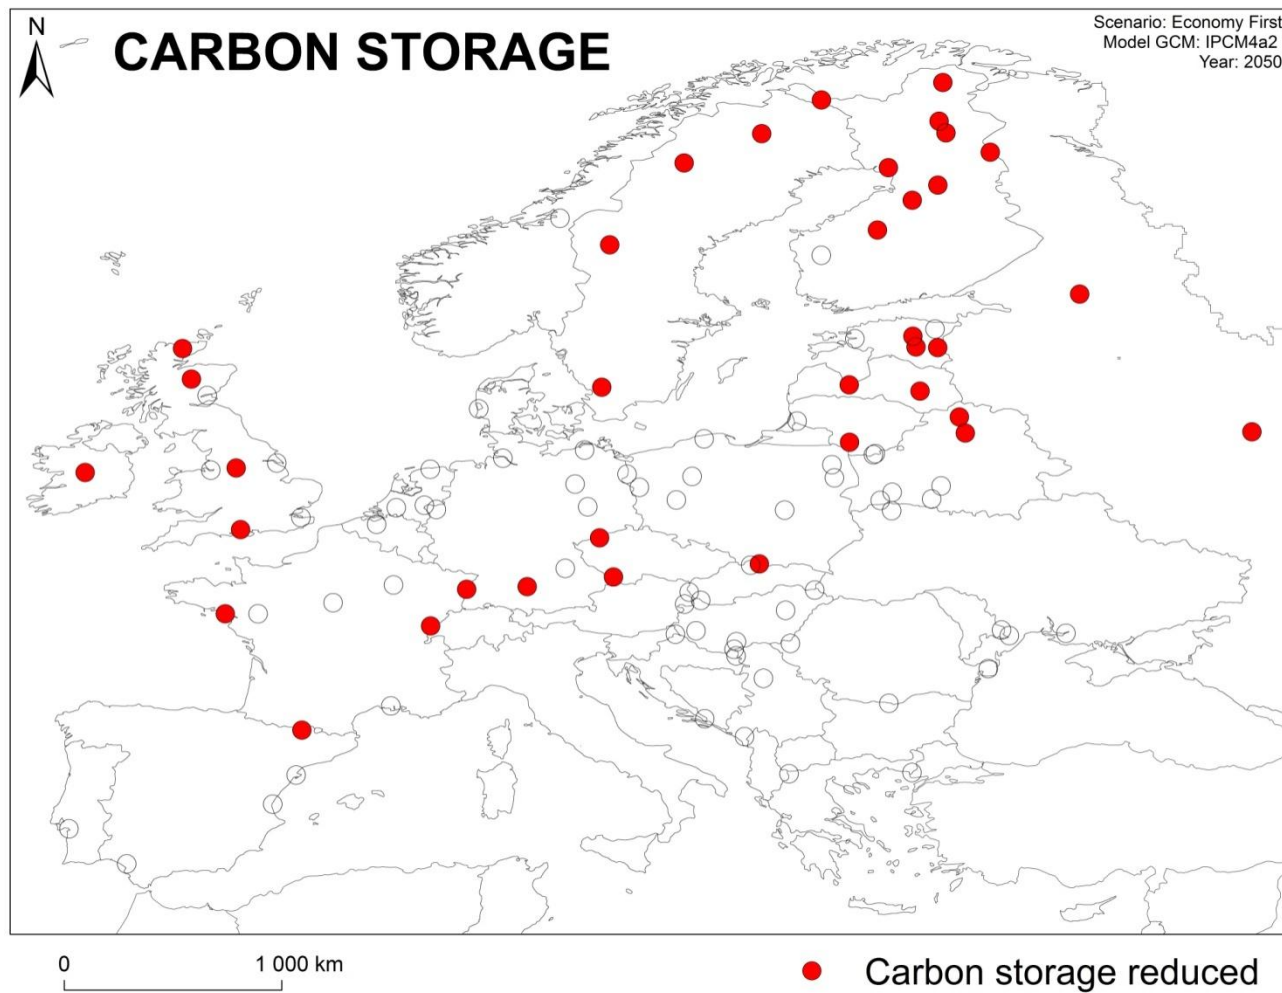 N
CARBON STORAGE
Scenario: Economy First
Model GCM: IPCM4a2
Year: 2050
0 1 000 km
Carbon storage reduced